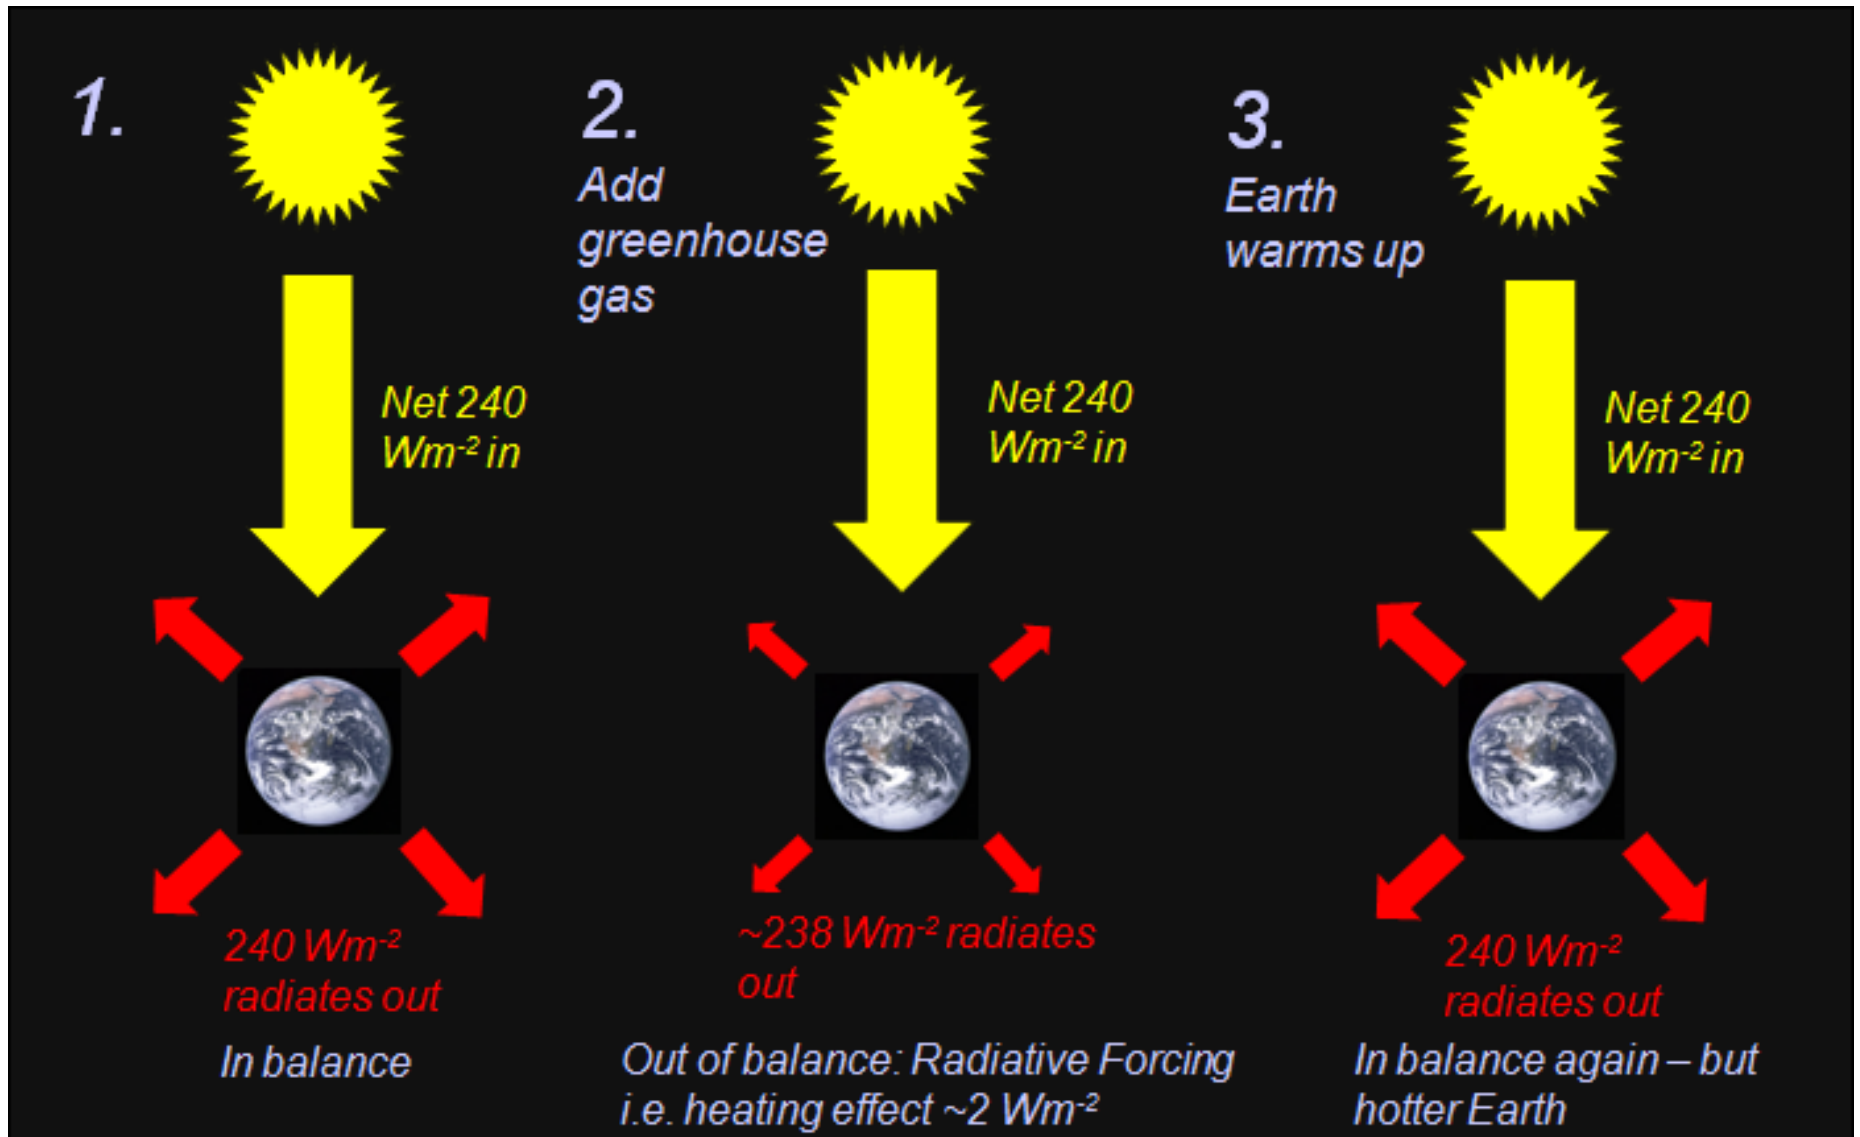 1.
Net 240
Wm⁻² in
240 Wm⁻²
radiates out
In balance
2.
Add
greenhouse
gas
Net 240
Wm⁻² in
~238 Wm⁻² radiates
out
Out of balance: Radiative Forcing
i.e. heating effect ~2 Wm⁻²
3.
Earth
warms up
Net 240
Wm⁻² in
240 Wm⁻²
radiates out
In balance again – but
hotter Earth